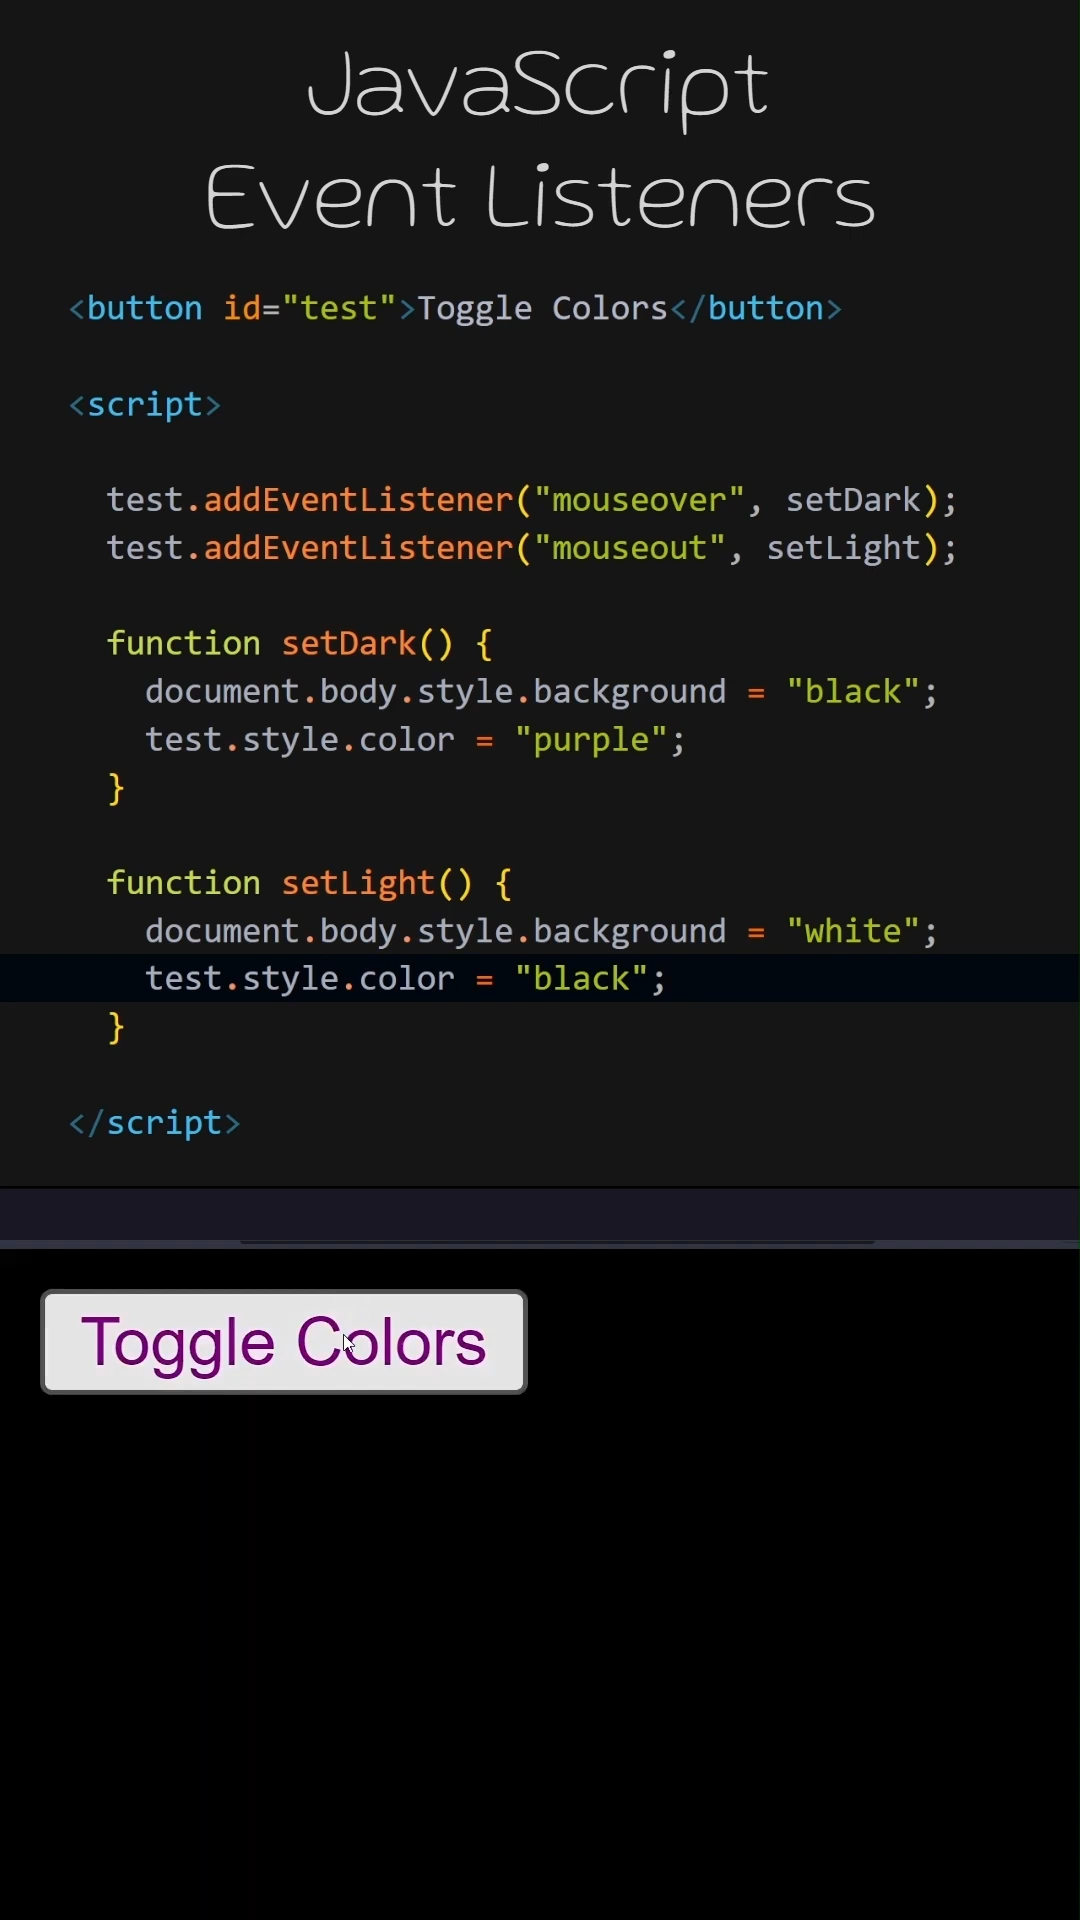 JavaScript
Event Listeners
<button id="test">Toggle Colors</button>
<script>
test.addEventListener("mouseover", setDark);
test.addEventListener("mouseout", setLight);
function setDark() {
document.body.style.background = "black";
test.style.color = "purple";
}
function setLight() {
document.body.style.background = "white";
test.style.color = "black";
}
</script>
Toggle Colors